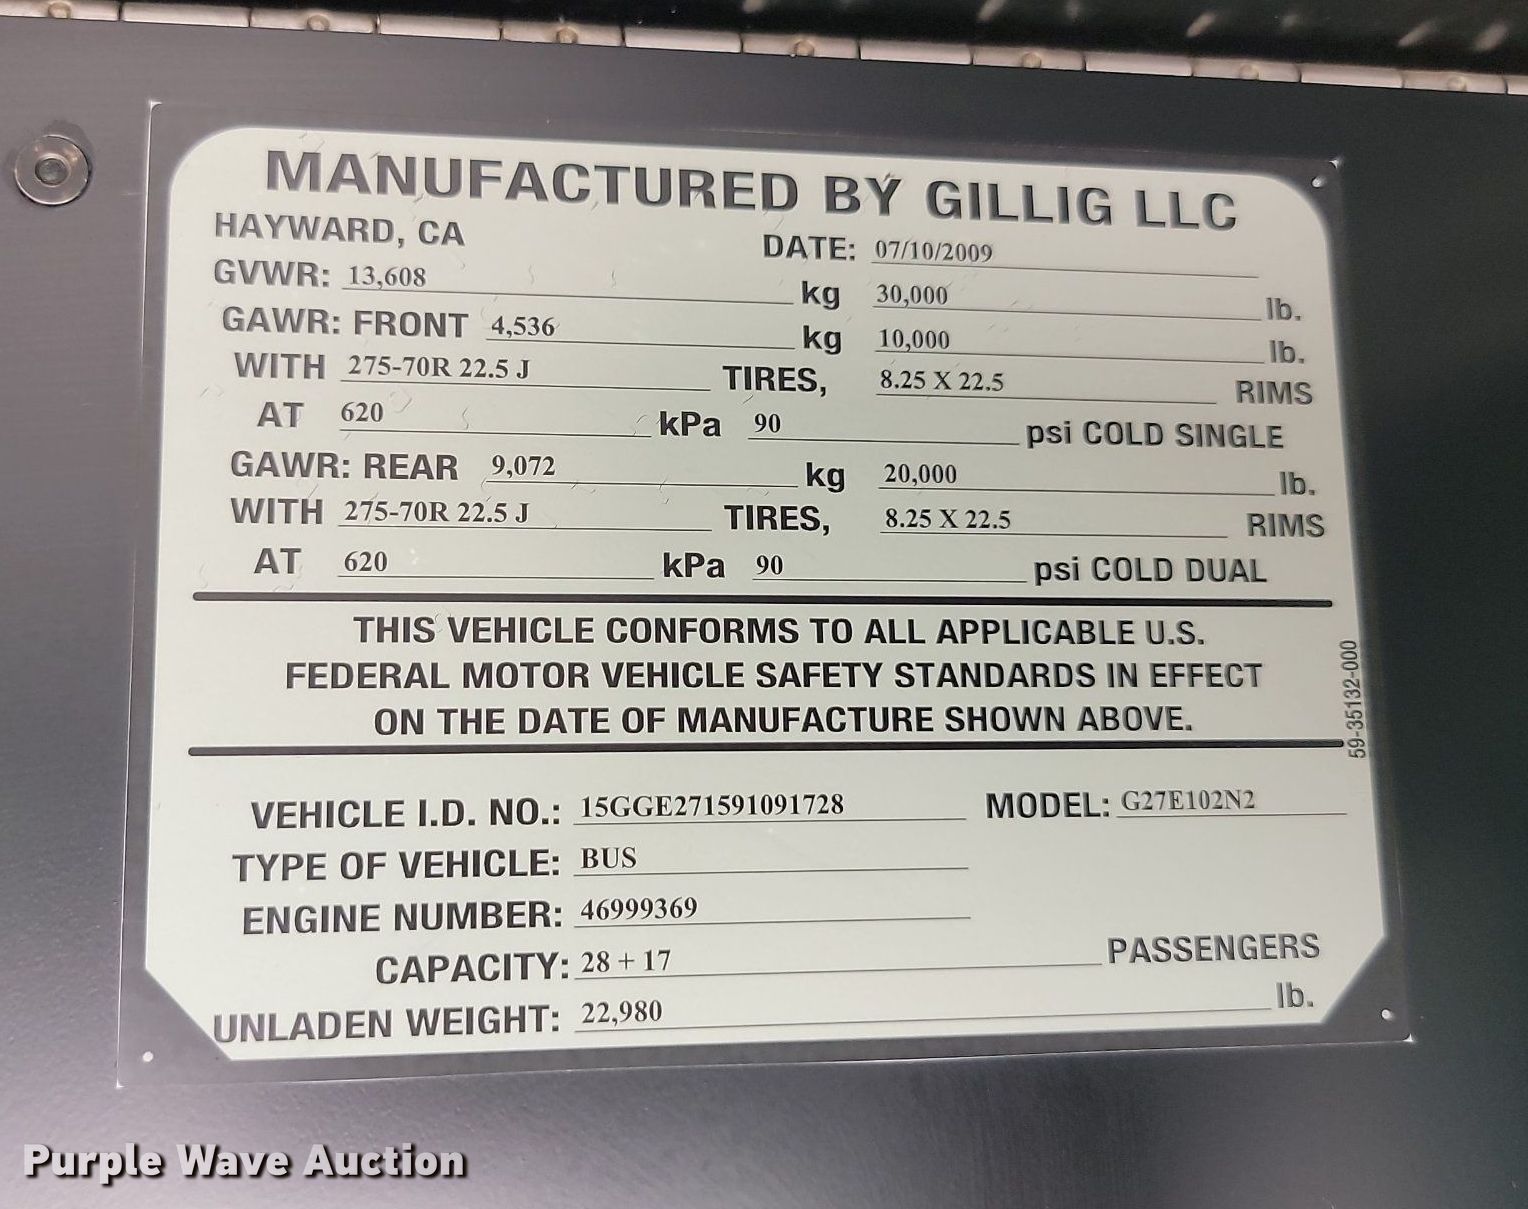 MANUFACTURED BY GILLIG LLC
HAYWARD, CA DATE: 07/10/2009
GVWR: 13,608 kg 30,000 lb.
GAWR: FRONT 4,536 kg 10,000 lb.
WITH 275-70R 22.5 J TIRES, 8.25 X 22.5 RIMS
AT 620 kPa 90 psi COLD SINGLE
GAWR: REAR 9,072 kg 20,000 lb.
WITH 275-70R 22.5 J TIRES, 8.25 X 22.5 RIMS
AT 620 kPa 90 psi COLD DUAL
THIS VEHICLE CONFORMS TO ALL APPLICABLE U.S.
FEDERAL MOTOR VEHICLE SAFETY STANDARDS IN EFFECT
ON THE DATE OF MANUFACTURE SHOWN ABOVE.
59-35132-000
VEHICLE I.D. NO.: 15GGE271591091728 MODEL: G27E102N2
TYPE OF VEHICLE: BUS
ENGINE NUMBER: 46999369
CAPACITY: 28 + 17 PASSENGERS
UNLADEN WEIGHT: 22,980 lb.
Purple Wave Auction